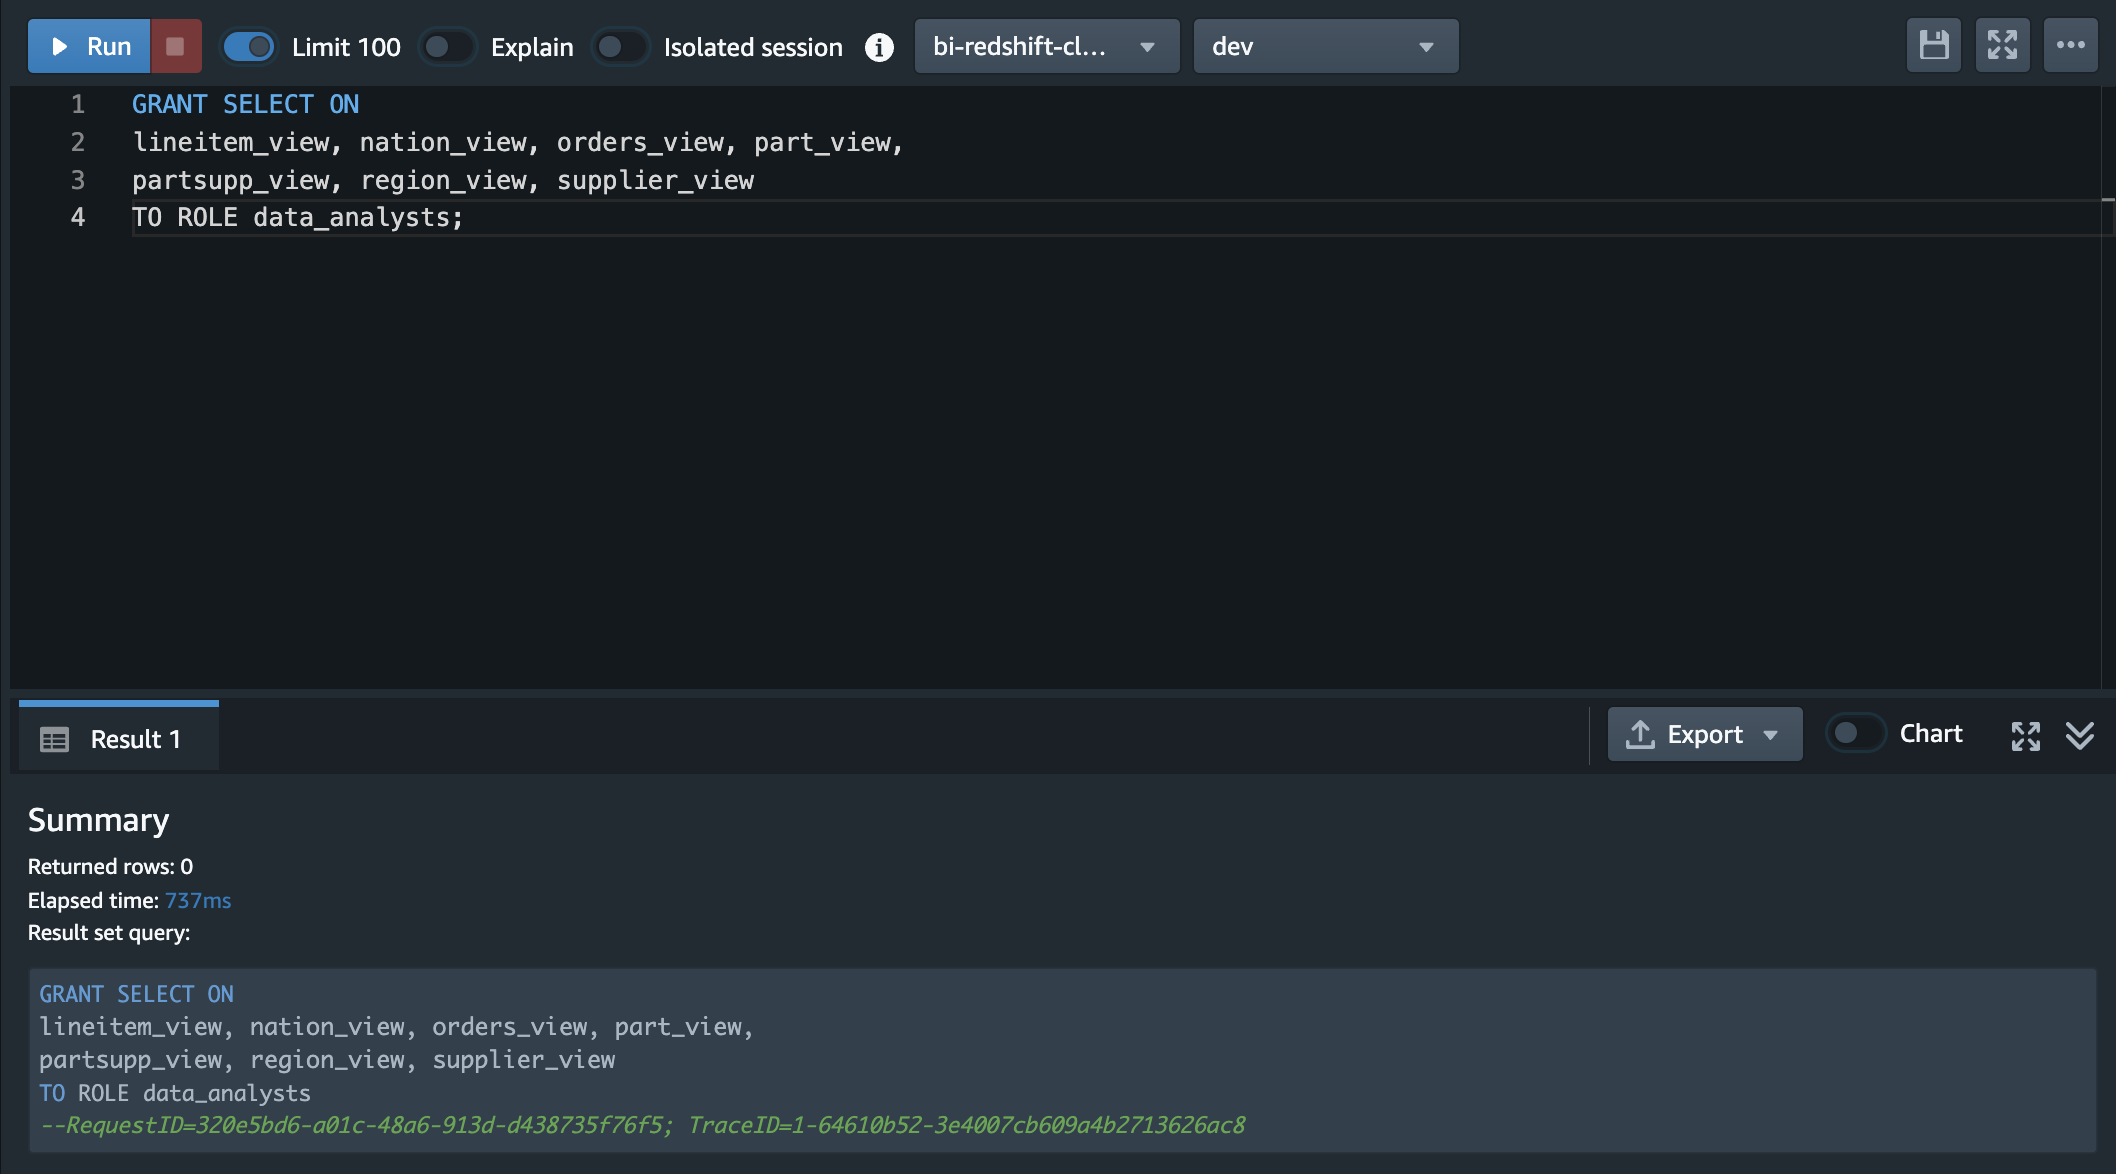 Run Limit 100 Explain Isolated session i bi-redshift-cl... dev
1 GRANT SELECT ON
2 lineitem_view, nation_view, orders_view, part_view,
3 partsupp_view, region_view, supplier_view
4 TO ROLE data_analysts;
Result 1 Export Chart
Summary
Returned rows: 0
Elapsed time: 737ms
Result set query:
GRANT SELECT ON
lineitem_view, nation_view, orders_view, part_view,
partsupp_view, region_view, supplier_view
TO ROLE data_analysts
--RequestID=320e5bd6-a01c-48a6-913d-d438735f76f5; TraceID=1-64610b52-3e4007cb609a4b2713626ac8